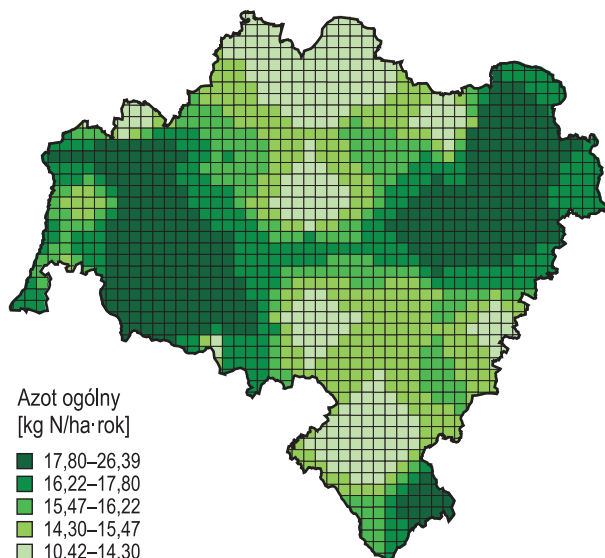 Azot ogólny
[kg N/ha·rok]
17,80–26,39
16,22–17,80
15,47–16,22
14,30–15,47
10,42–14,30